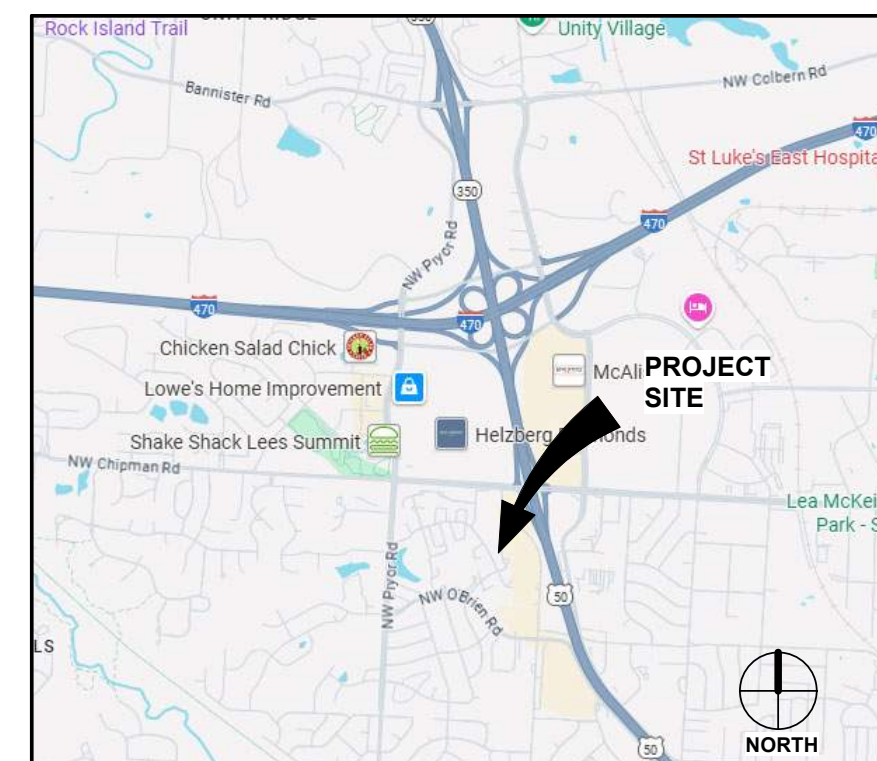 Rock Island Trail
Unity Village
Bannister Rd
NW Colbern Rd
470
St Luke's East Hospita
350
NW Pryor Rd
470
470
470
Chicken Salad Chick
McAli
PROJECT
SITE
Lowe's Home Improvement
Shake Shack Lees Summit
Helzberg
onds
NW Chipman Rd
Lea McKei
Park - S
NW Pryor Rd
NW O'Brien Rd
50
LS
50
NORTH